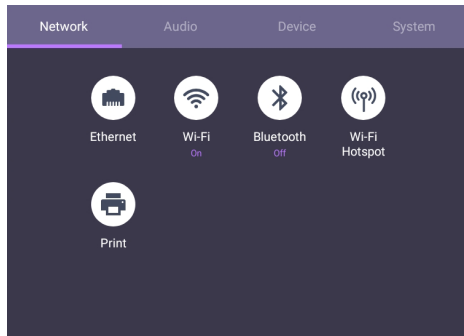 Network Audio Device System
Ethernet Wi-Fi Bluetooth Wi-Fi
Hotspot
On Off
Print